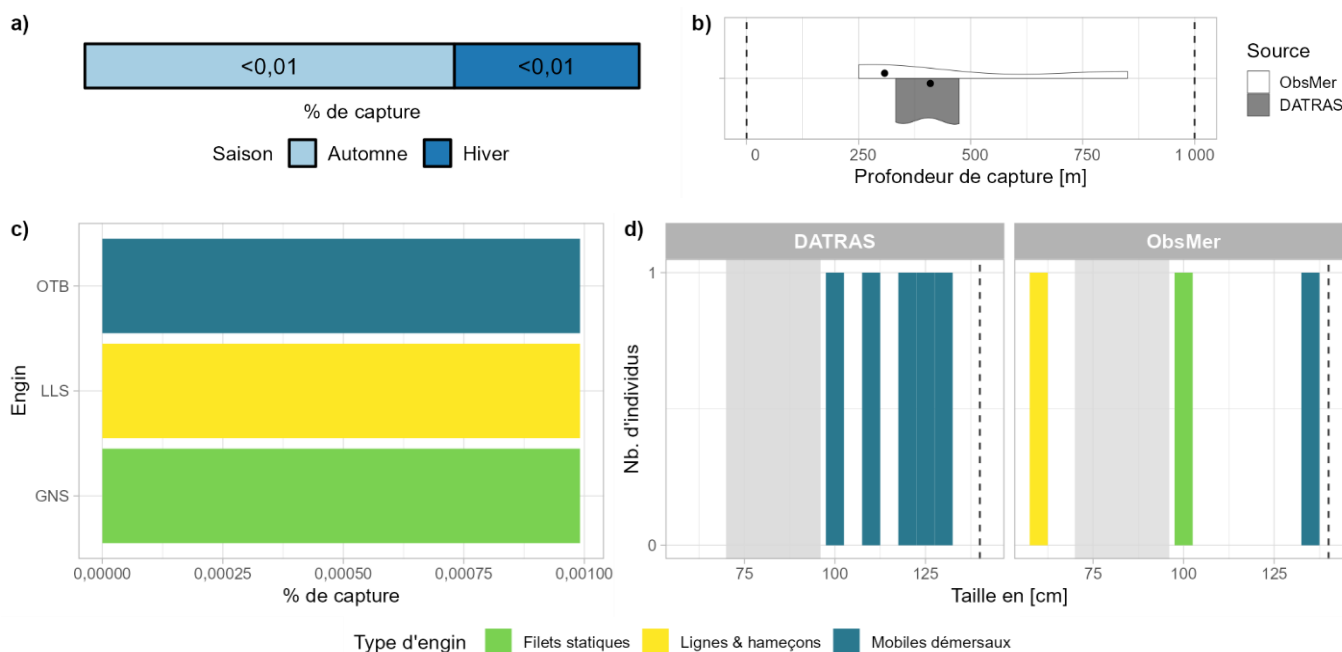 a)
<0,01 <0,01
% de capture
Saison Automne Hiver
b)
0 250 500 750 1 000
Profondeur de capture [m]
Source
ObsMer
DATRAS
c)
Engin
OTB
LLS
GNS
0,00000 0,00025 0,00050 0,00075 0,00100
% de capture
d)
DATRAS ObsMer
Nb. d'individus
1
0
75 100 125 75 100 125
Taille en [cm]
Type d'engin Filets statiques Lignes & hameçons Mobiles démersaux